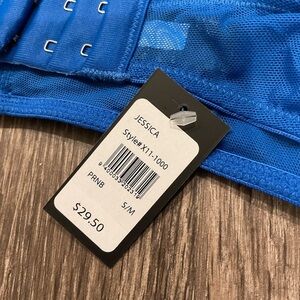 JESSICA
Style# X11-1000
PRNB
S/M
$29.50